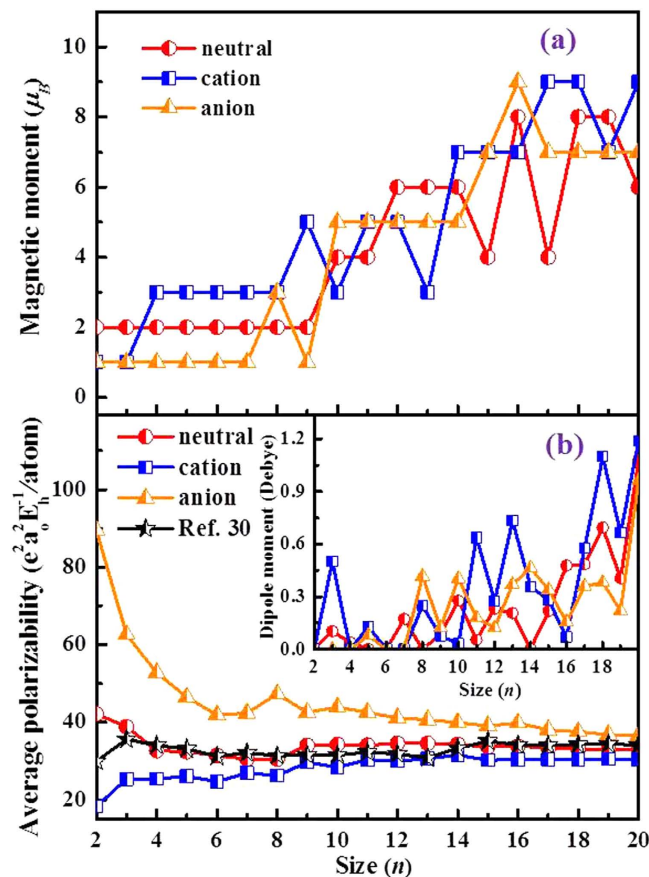 10
8
6
4
2
0
Magnetic moment (μB)
neutral
cation
anion
(a)
100
80
60
40
20
Average polarizability (e²aₒ²Eₕ⁻¹/atom)
neutral
cation
anion
Ref. 30
(b)
1.2
0.9
0.6
0.3
0.0
Dipole moment (Debye)
2 4 6 8 10 12 14 16 18
Size (n)
2 4 6 8 10 12 14 16 18 20
Size (n)